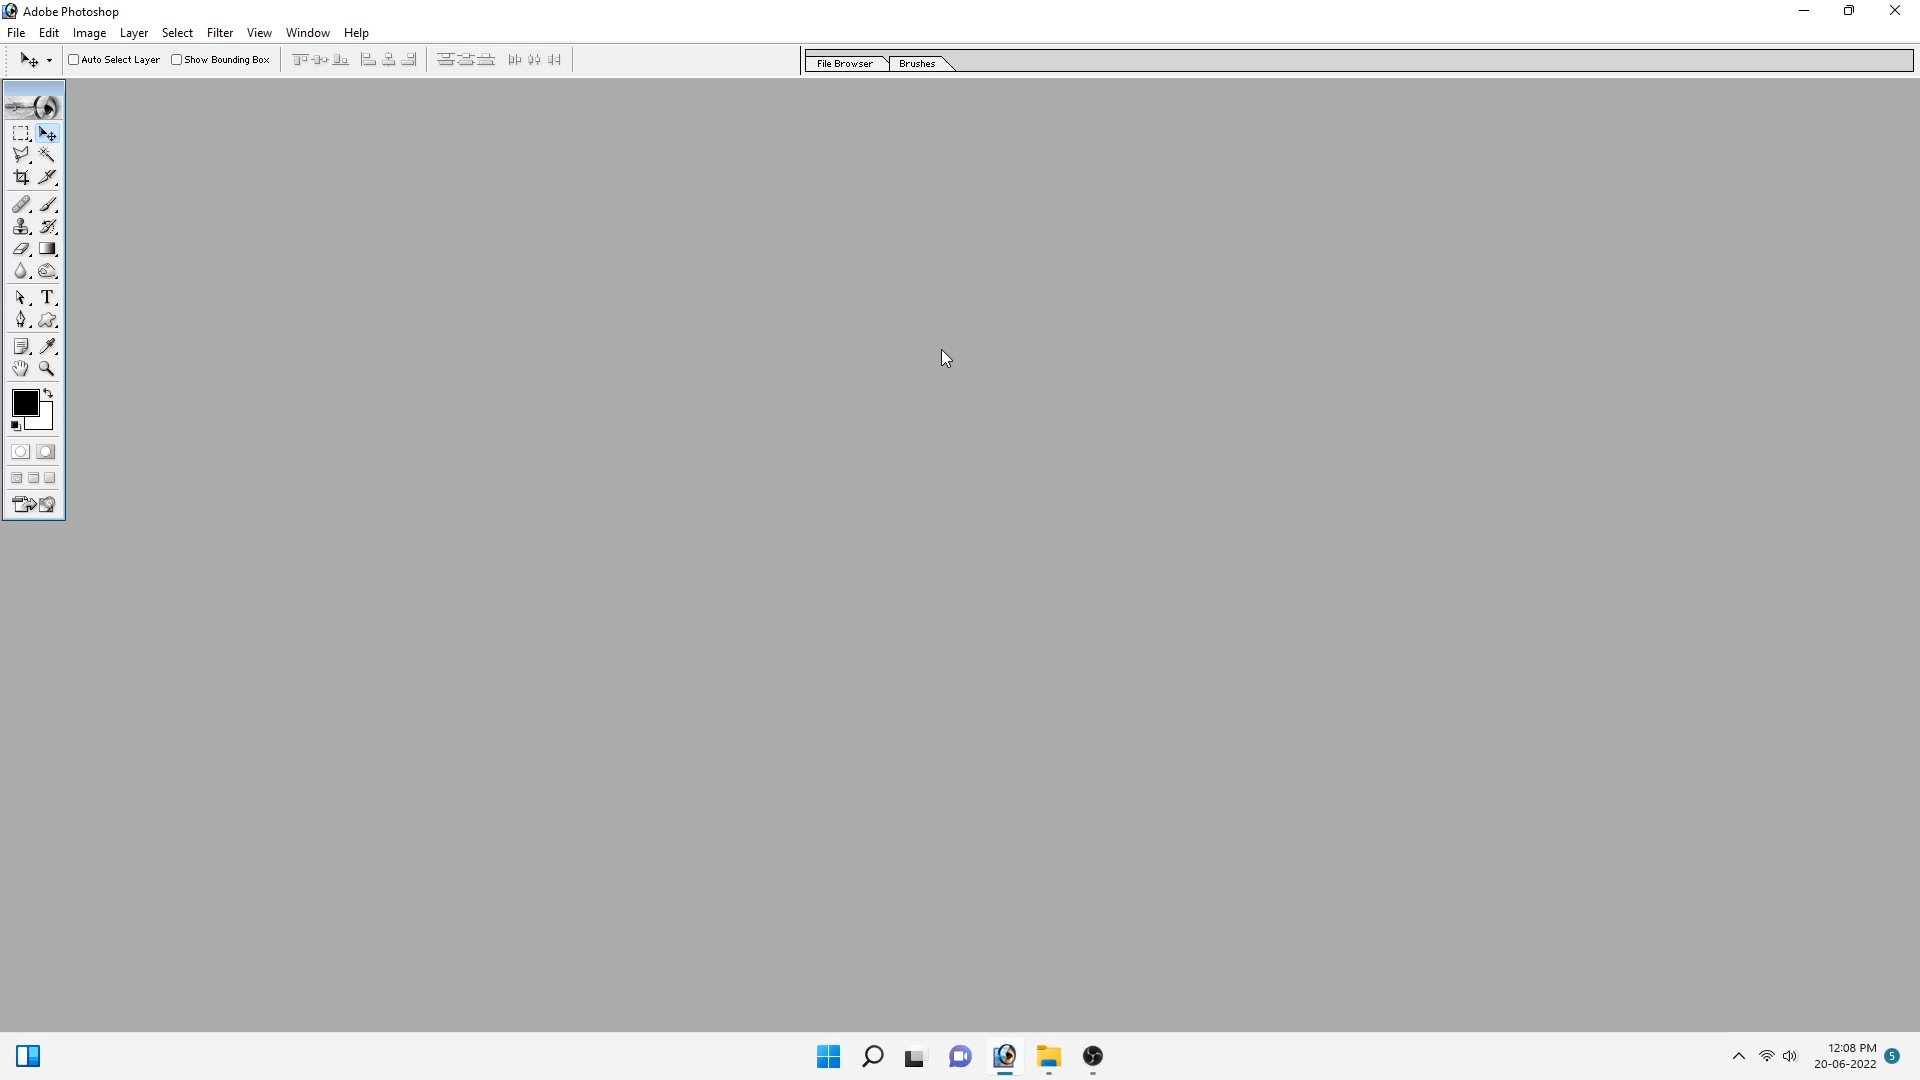 Adobe Photoshop
File Edit Image Layer Select Filter View Window Help
Auto Select Layer Show Bounding Box File Browser Brushes
T
12:08 PM
20-06-2022 5